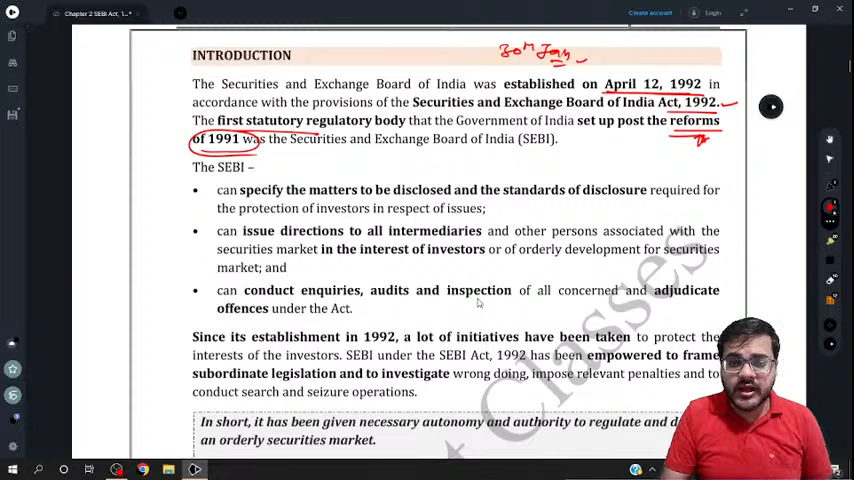 Chapter 2 SEBI Act, 1...*
Create account
Login
INTRODUCTION
30th Jan
The Securities and Exchange Board of India was established on April 12, 1992 in
accordance with the provisions of the Securities and Exchange Board of India Act, 1992.
The first statutory regulatory body that the Government of India set up post the reforms
of 1991 was the Securities and Exchange Board of India (SEBI).
The SEBI –
• can specify the matters to be disclosed and the standards of disclosure required for
the protection of investors in respect of issues;
• can issue directions to all intermediaries and other persons associated with the
securities market in the interest of investors or of orderly development for securities
market; and
• can conduct enquiries, audits and inspection of all concerned and adjudicate
offences under the Act.
Since its establishment in 1992, a lot of initiatives have been taken to protect the
interests of the investors. SEBI under the SEBI Act, 1992 has been empowered to frame
subordinate legislation and to investigate wrong doing, impose relevant penalties and to
conduct search and seizure operations.
In short, it has been given necessary autonomy and authority to regulate and d
an orderly securities market.
Classes